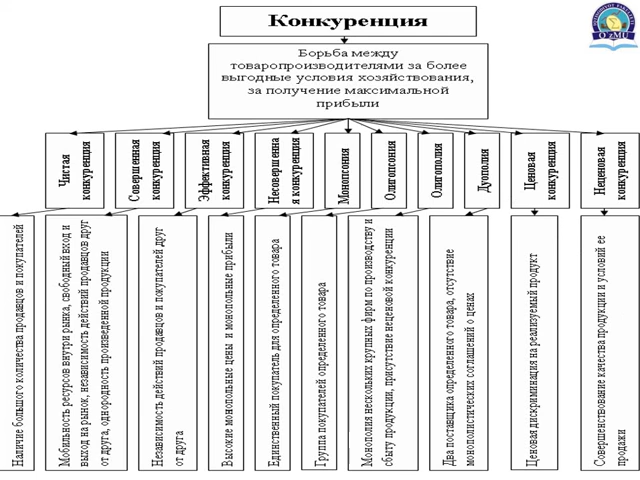 Конкуренция
Борьба между
товаропроизводителями за более
выгодные условия хозяйствования,
за получение максимальной
прибыли
Чистая
конкуренция
Совершенная
конкуренция
Эффективная
конкуренция
Несовершенна
я конкуренция
Монопсония
Олигопсония
Олигополия
Дуополия
Ценовая
конкуренция
Неценовая
конкуренция
Наличие большого количества продавцов и покупателей
Мобильность ресурсов внутри рынка, свободный вход и
выход на рынок, независимость действий продавцов друг
от друга, однородность произведенной продукции
Независимость действий продавцов и покупателей друг
от друга
Высокие монопольные цены и монопольные прибыли
Единственный покупатель для определенного товара
Группа покупателей определенного товара
Монополия нескольких крупных фирм по производству и
сбыту продукции, присутствие неценовой конкуренции
Два поставщика определенного товара, отсутствие
монополистических соглашений о ценах
Ценовая дискриминация на реализуемый продукт
Совершенствование качества продукции и условий ее
продажи
O'zMU